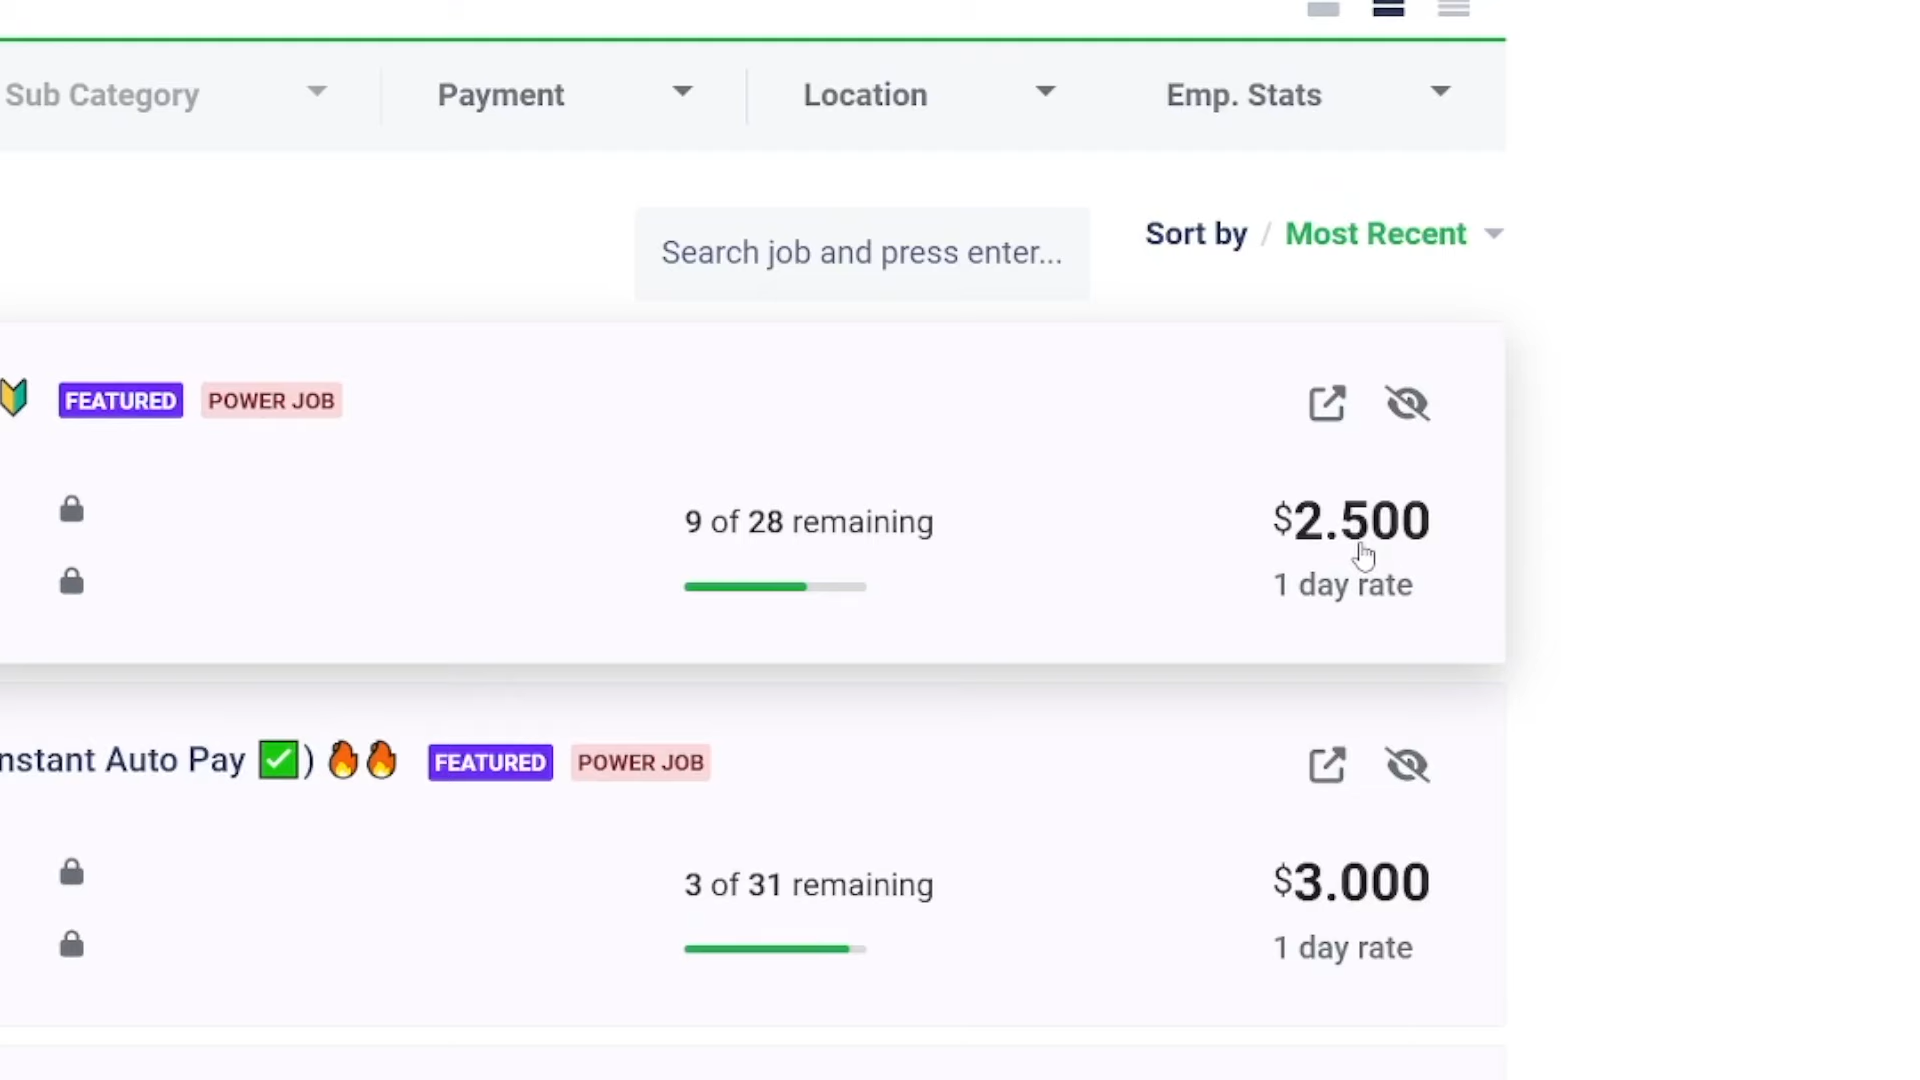 Sub Category Payment Location Emp. Stats
Search job and press enter... Sort by / Most Recent
FEATURED POWER JOB
9 of 28 remaining $2.500
1 day rate
nstant Auto Pay ✅) 🔥🔥 FEATURED POWER JOB
3 of 31 remaining $3.000
1 day rate